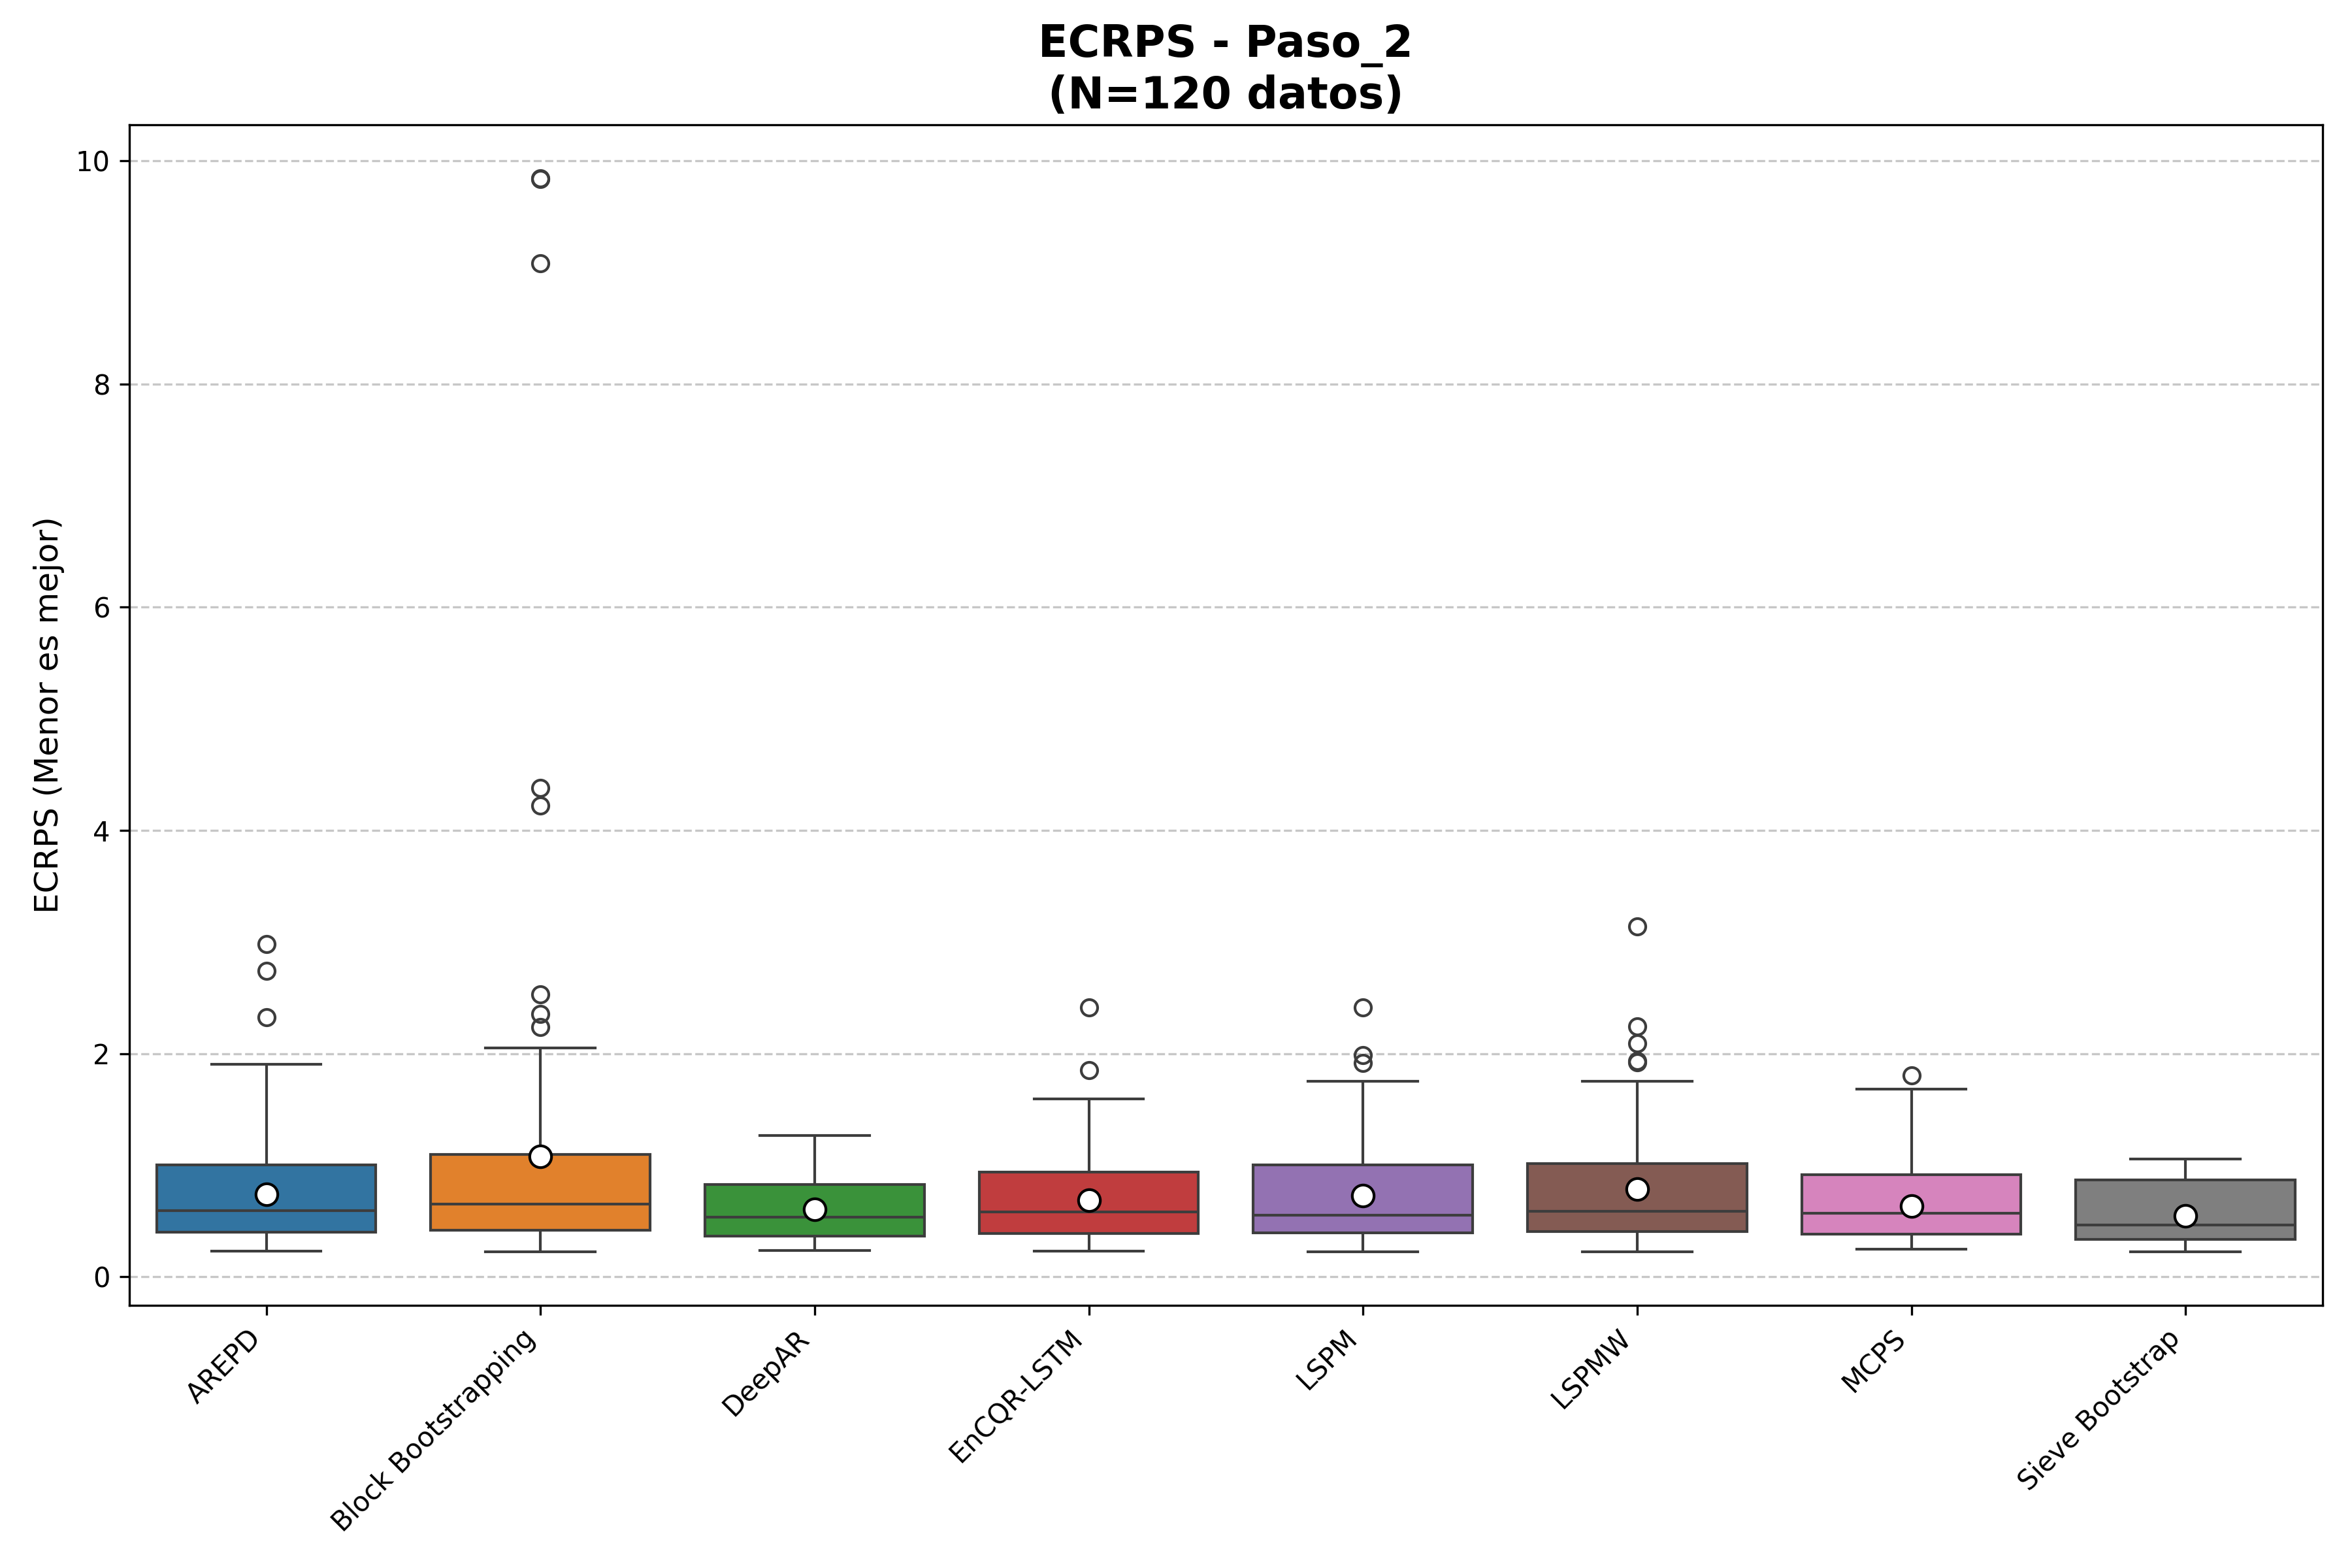 ECRPS - Paso_2
(N=120 datos)
ECRPS (Menor es mejor)
10
8
6
4
2
0
AREPD
Block Bootstrapping
DeepAR
EnCQR-LSTM
LSPM
LSPMW
MCPS
Sieve Bootstrap